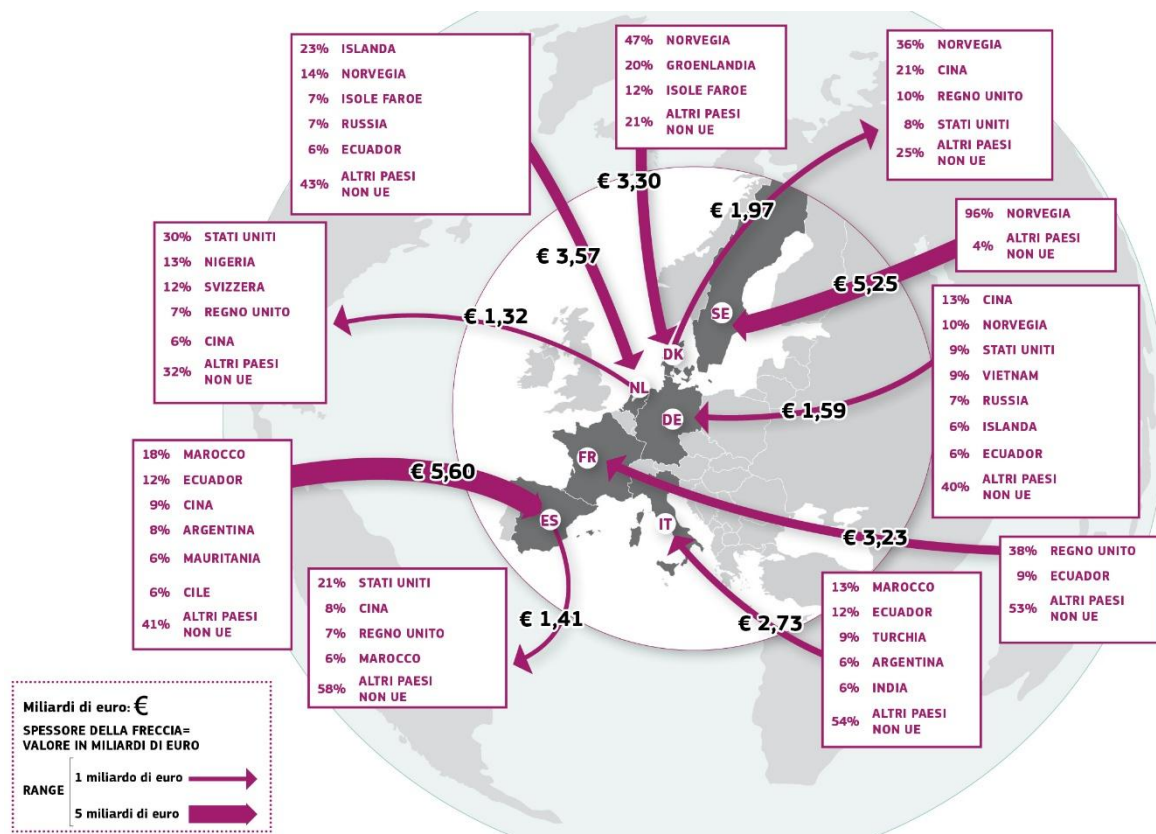 23% ISLANDA
14% NORVEGIA
7% ISOLE FAROE
7% RUSSIA
6% ECUADOR
43% ALTRI PAESI
NON UE
47% NORVEGIA
20% GROENLANDIA
12% ISOLE FAROE
21% ALTRI PAESI
NON UE
36% NORVEGIA
21% CINA
10% REGNO UNITO
8% STATI UNITI
25% ALTRI PAESI
NON UE
€ 3,30
€ 1,97
96% NORVEGIA
4% ALTRI PAESI
NON UE
€ 3,57
€ 5,25
30% STATI UNITI
13% NIGERIA
12% SVIZZERA
7% REGNO UNITO
6% CINA
32% ALTRI PAESI
NON UE
€ 1,32
SE
DK
NL
DE
€ 1,59
13% CINA
10% NORVEGIA
9% STATI UNITI
9% VIETNAM
7% RUSSIA
6% ISLANDA
6% ECUADOR
40% ALTRI PAESI
NON UE
18% MAROCCO
12% ECUADOR
9% CINA
8% ARGENTINA
6% MAURITANIA
6% CILE
41% ALTRI PAESI
NON UE
€ 5,60
FR
ES
IT
€ 3,23
38% REGNO UNITO
9% ECUADOR
53% ALTRI PAESI
NON UE
21% STATI UNITI
8% CINA
7% REGNO UNITO
6% MAROCCO
58% ALTRI PAESI
NON UE
€ 1,41
€ 2,73
13% MAROCCO
12% ECUADOR
9% TURCHIA
6% ARGENTINA
6% INDIA
54% ALTRI PAESI
NON UE
Miliardi di euro: €
SPESSORE DELLA FRECCIA=
VALORE IN MILIARDI DI EURO
RANGE
1 miliardo di euro
5 miliardi di euro